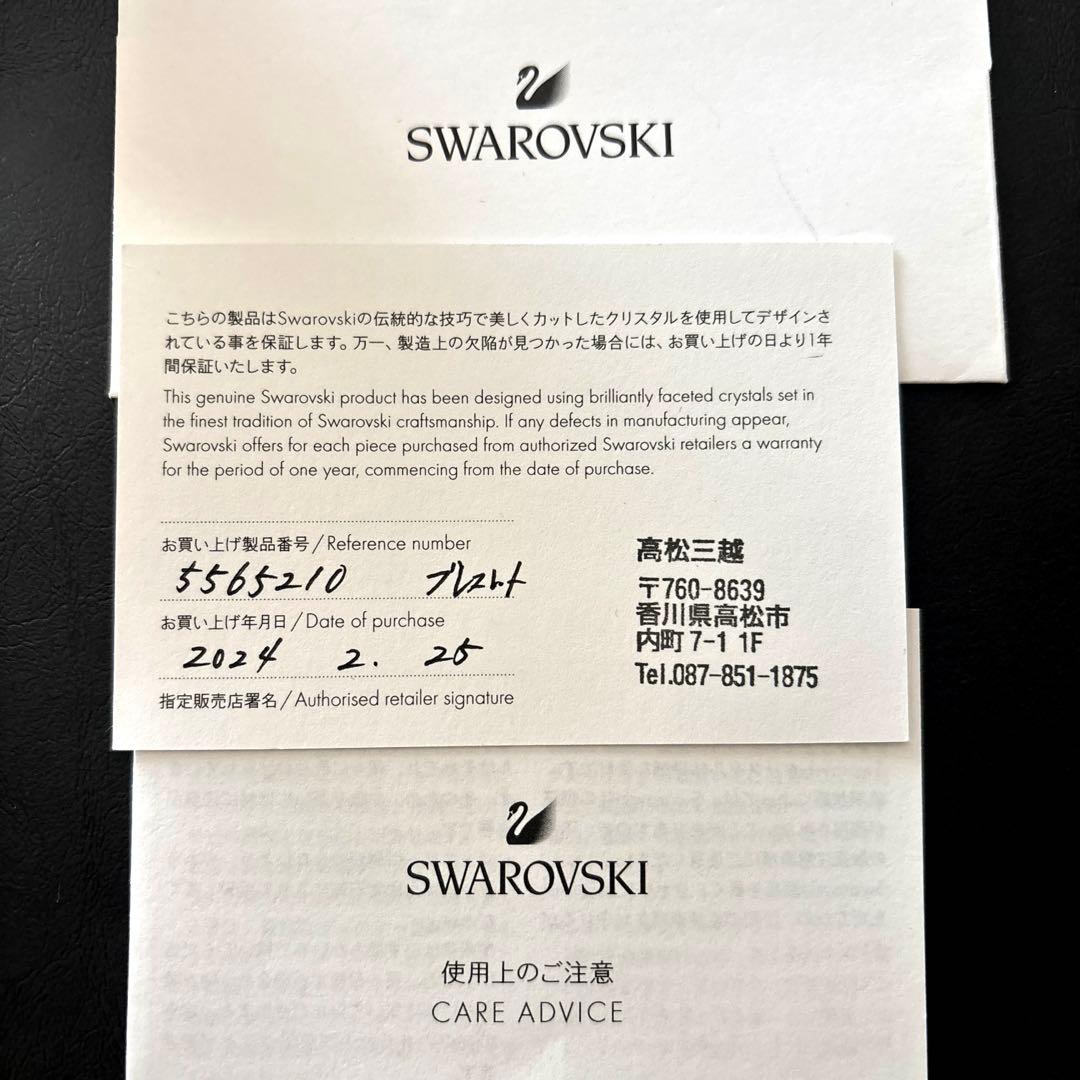 SWAROVSKI
こちらの製品はSwarovskiの伝統的な技巧で美しくカットしたクリスタルを使用してデザインさ
れている事を保証します。万一、製造上の欠陥が見つかった場合には、お買い上げの日より1年
間保証いたします。
This genuine Swarovski product has been designed using brilliantly faceted crystals set in
the finest tradition of Swarovski craftsmanship. If any defects in manufacturing appear,
Swarovski offers for each piece purchased from authorized Swarovski retailers a warranty
for the period of one year, commencing from the date of purchase.
お買い上げ製品番号/Reference number
5565210 ブレスレット
お買い上げ年月日/Date of purchase
2024 2. 25
指定販売店署名/Authorised retailer signature
高松三越
〒760-8639
香川県高松市
内町 7-1 1F
Tel.087-851-1875
SWAROVSKI
使用上のご注意
CARE ADVICE